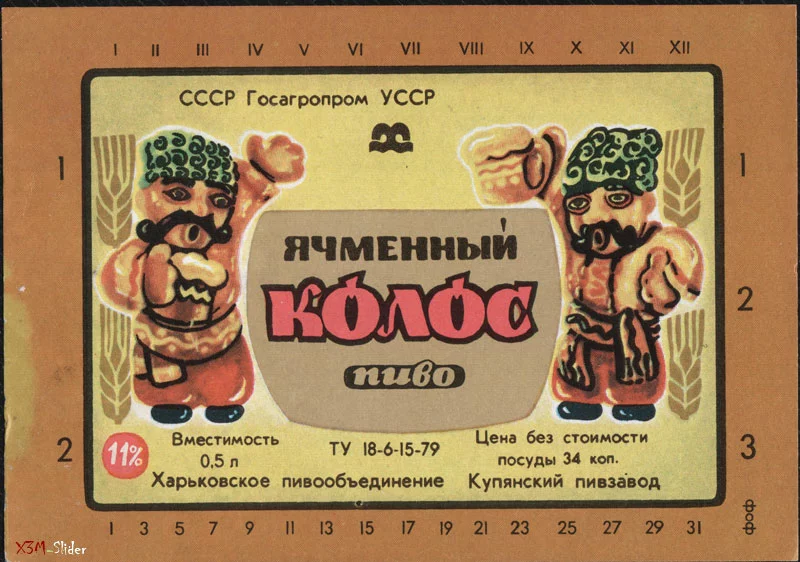 I II III IV V VI VII VIII IX X XI XII
СССР Госагропром УССР
1 1
ЯЧМЕННЫЙ
КОЛОС
2
пиво
2 3
11%
Вместимость
0,5 л
ТУ 18-6-15-79
Цена без стоимости
посуды 34 коп.
Харьковское пивообъединение Купянский пивзавод
фоф
1 3 5 7 9 11 13 15 17 19 21 23 25 27 29 31
X3M-Slider